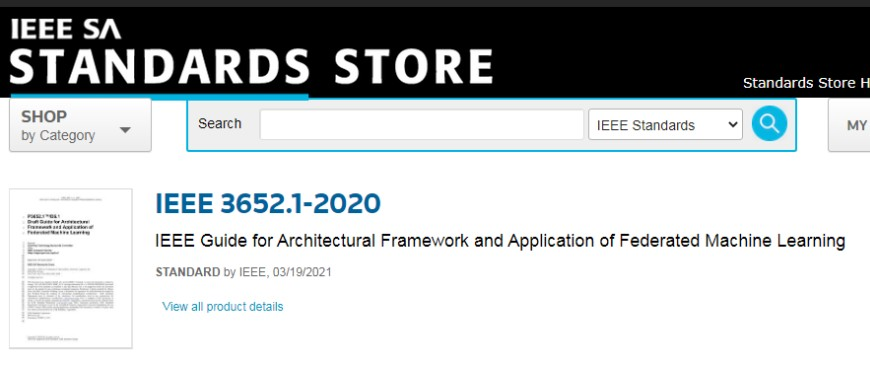 IEEE SA
STANDARDS STORE
Standards Store H
SHOP
by Category
Search
IEEE Standards
MY
P3652.1™/D6.1
Draft Guide for Architectural
Framework and Application of
Federated Machine Learning
IEEE 3652.1-2020
IEEE Guide for Architectural Framework and Application of Federated Machine Learning
STANDARD by IEEE, 03/19/2021
View all product details